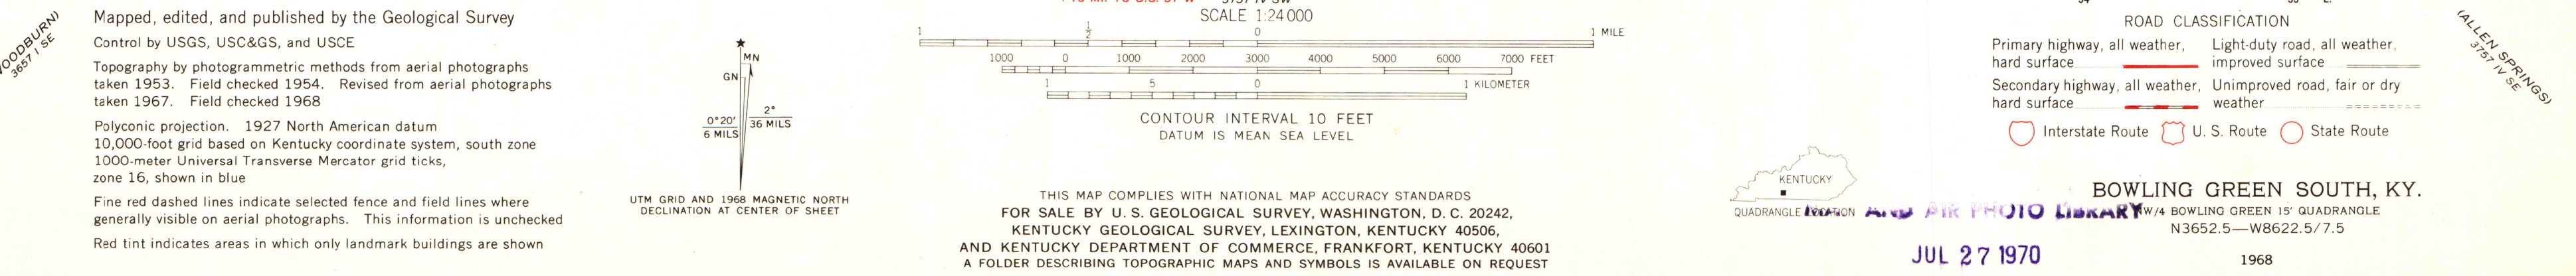 OODBURN)
3657 I SE
Mapped, edited, and published by the Geological Survey
Control by USGS, USC&GS, and USCE
Topography by photogrammetric methods from aerial photographs
taken 1953. Field checked 1954. Revised from aerial photographs
taken 1967. Field checked 1968
Polyconic projection. 1927 North American datum
10,000-foot grid based on Kentucky coordinate system, south zone
1000-meter Universal Transverse Mercator grid ticks,
zone 16, shown in blue
Fine red dashed lines indicate selected fence and field lines where
generally visible on aerial photographs. This information is unchecked
Red tint indicates areas in which only landmark buildings are shown
MN
GN
0°20′
6 MILS
2°
36 MILS
UTM GRID AND 1968 MAGNETIC NORTH
DECLINATION AT CENTER OF SHEET
SCALE 1:24000
1 ½ 0 1 MILE
1000 0 1000 2000 3000 4000 5000 6000 7000 FEET
1 5 0 1 KILOMETER
CONTOUR INTERVAL 10 FEET
DATUM IS MEAN SEA LEVEL
THIS MAP COMPLIES WITH NATIONAL MAP ACCURACY STANDARDS
FOR SALE BY U. S. GEOLOGICAL SURVEY, WASHINGTON, D. C. 20242,
KENTUCKY GEOLOGICAL SURVEY, LEXINGTON, KENTUCKY 40506,
AND KENTUCKY DEPARTMENT OF COMMERCE, FRANKFORT, KENTUCKY 40601
A FOLDER DESCRIBING TOPOGRAPHIC MAPS AND SYMBOLS IS AVAILABLE ON REQUEST
ROAD CLASSIFICATION
Primary highway, all weather,
hard surface
Light-duty road, all weather,
improved surface
Secondary highway, all weather,
hard surface
Unimproved road, fair or dry
weather
Interstate Route U. S. Route State Route
(ALLEN SPRINGS)
3757 IV SE
KENTUCKY
QUADRANGLE LOCATION
AND AIR PHOTO LIBRARY
JUL 27 1970
BOWLING GREEN SOUTH, KY.
W/4 BOWLING GREEN 15′ QUADRANGLE
N3652.5—W8622.5/7.5
1968